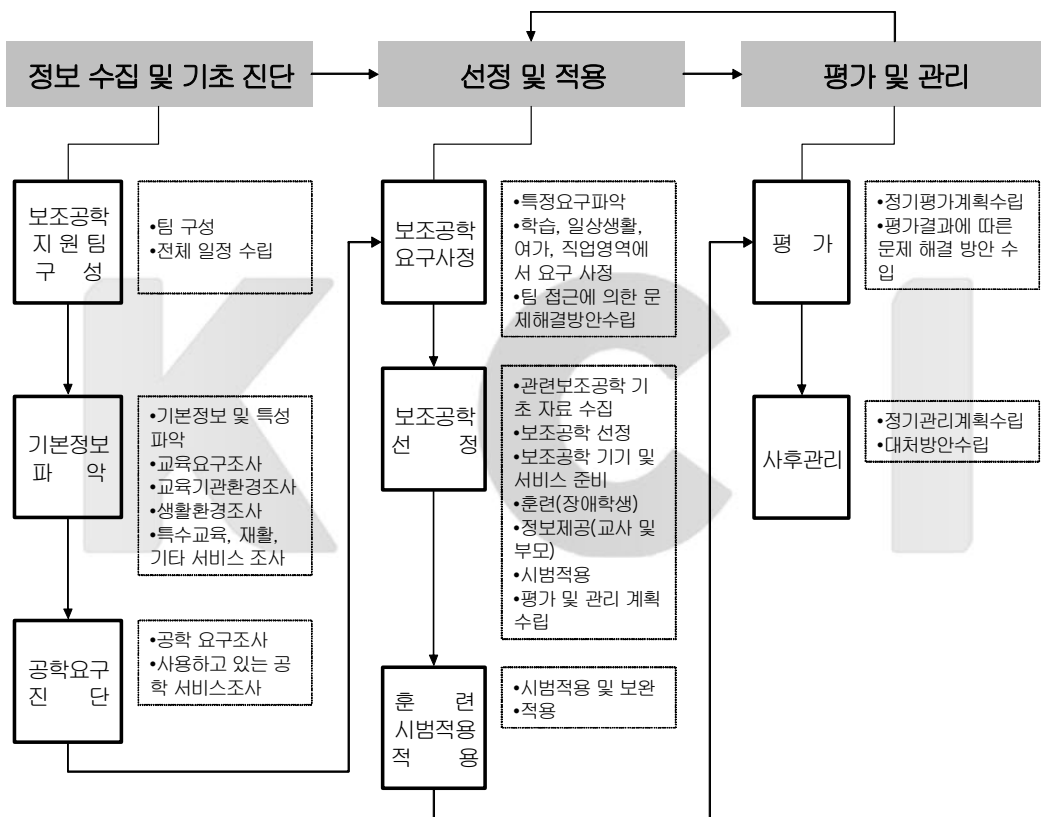 정보 수집 및 기초 진단
선정 및 적용
평가 및 관리
보조공학
지 원 팀
구 성
•팀 구성
•전체 일정 수립
기본정보
파 악
•기본정보 및 특성
파악
•교육요구조사
•교육기관환경조사
•생활환경조사
•특수교육, 재활,
기타 서비스 조사
공학요구
진 단
•공학 요구조사
•사용하고 있는 공
학 서비스조사
보조공학
요구사정
•특정요구파악
•학습, 일상생활,
여가, 직업영역에
서 요구 사정
•팀 접근에 의한 문
제해결방안수립
보조공학
선 정
•관련보조공학 기
초 자료 수집
•보조공학 선정
•보조공학 기기 및
서비스 준비
•훈련(장애학생)
•정보제공(교사 및
부모)
•시범적용
•평가 및 관리 계획
수립
훈 련
시범적용
적 용
•시범적용 및 보완
•적용
평 가
•정기평가계획수립
•평가결과에 따른
문제 해결 방안 수
입
사후관리
•정기관리계획수립
•대처방안수립
KCI